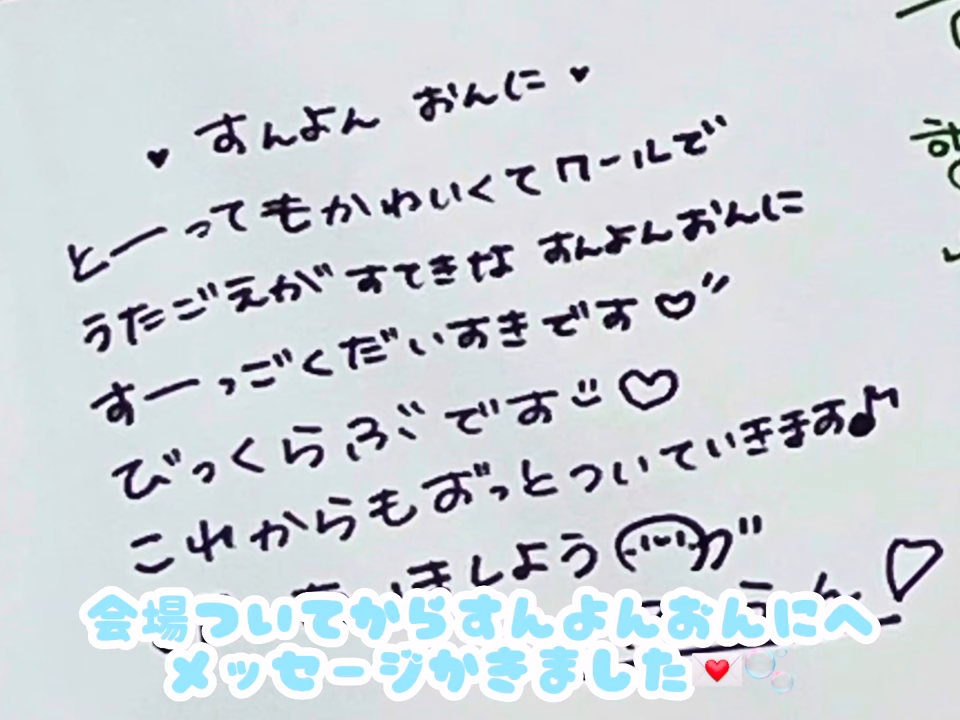 ♥ すんよん おんに ♥
とーってもかわいくてクールで
うたごえがすてきな すんよんおんに
すーっごくだいすきです♡
びっくらぶです♡
これからもずっとついていきます♪
きしよう
会場ついてからすんよんおんにへ
メッセージかきました💌🫧